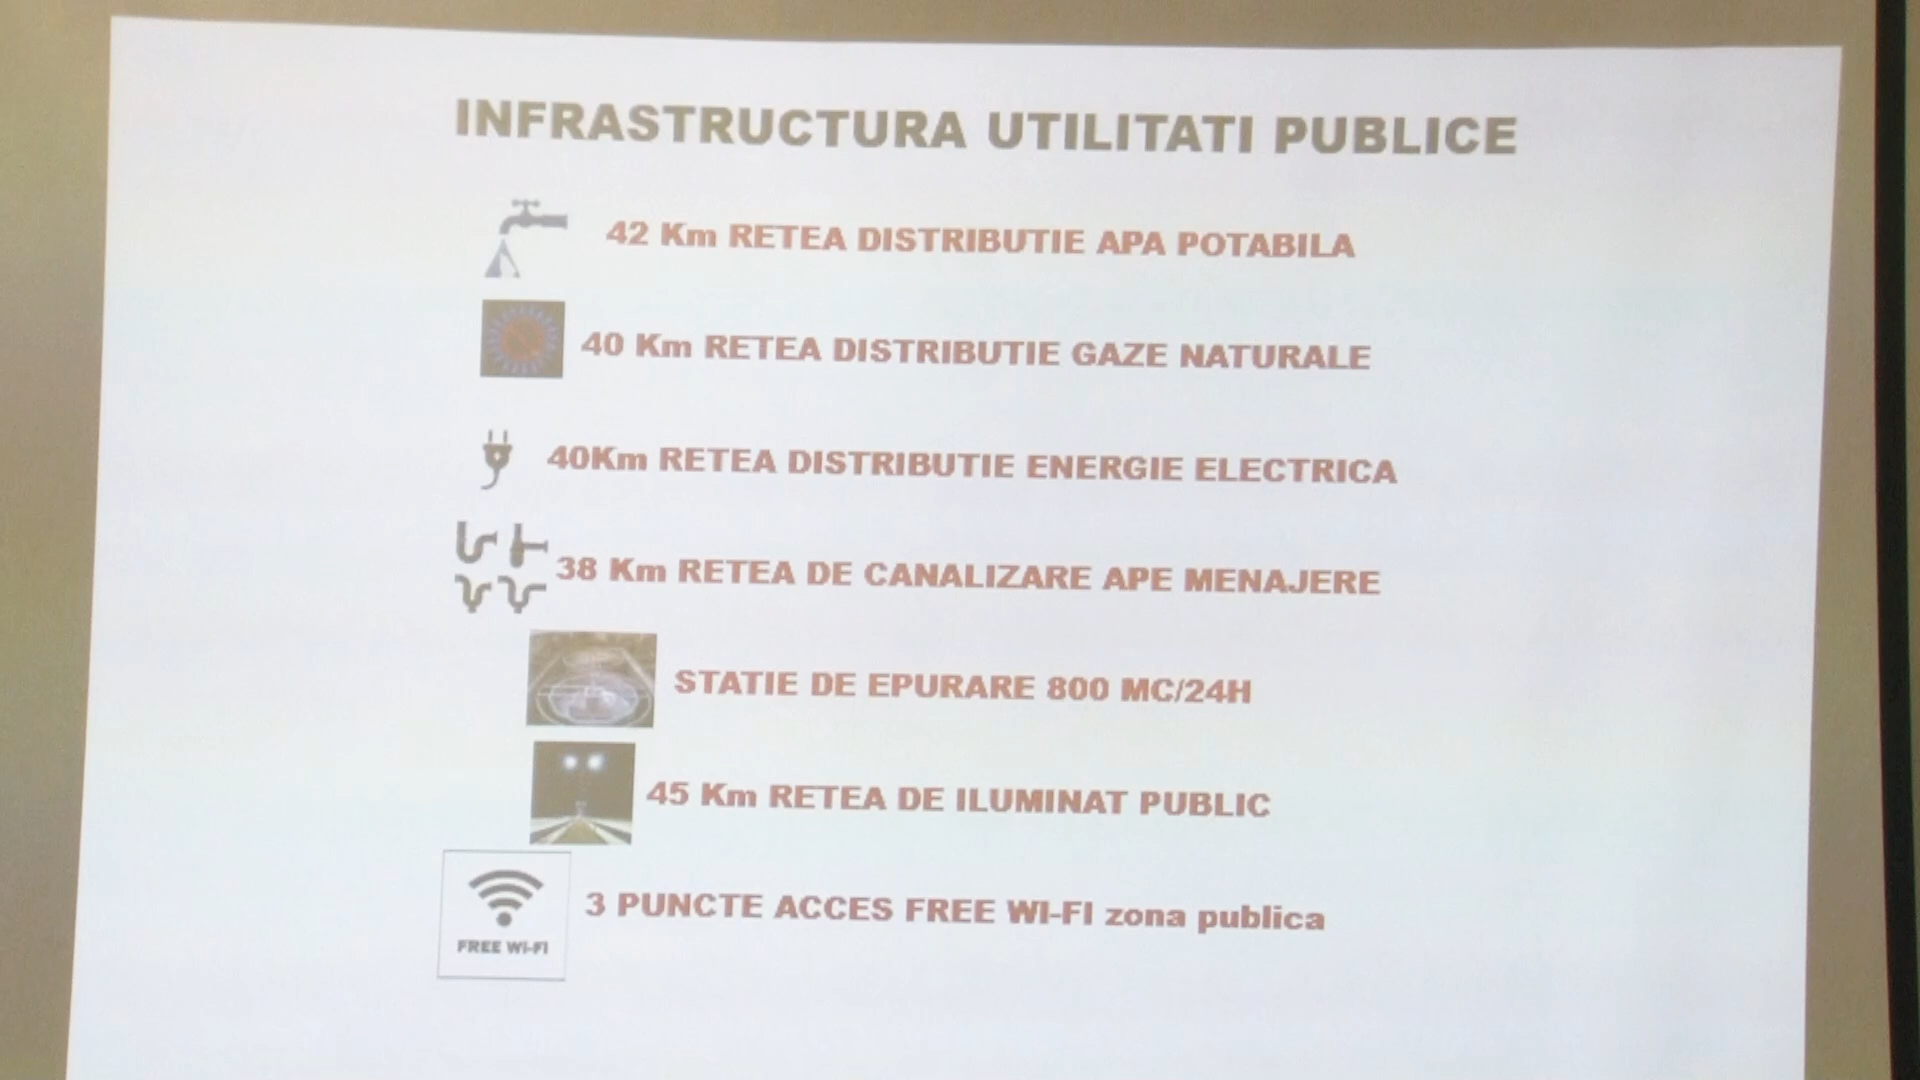 INFRASTRUCTURA UTILITATI PUBLICE
42 Km RETEA DISTRIBUTIE APA POTABILA
40 Km RETEA DISTRIBUTIE GAZE NATURALE
40Km RETEA DISTRIBUTIE ENERGIE ELECTRICA
38 Km RETEA DE CANALIZARE APE MENAJERE
STATIE DE EPURARE 800 MC/24H
45 Km RETEA DE ILUMINAT PUBLIC
3 PUNCTE ACCES FREE WI-FI zona publica
FREE Wi-Fi